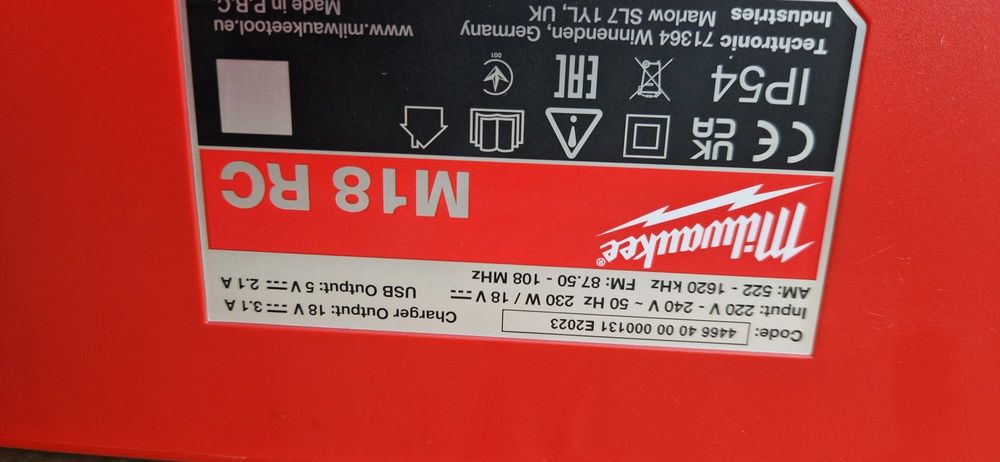 Code: 4466 40 00 000131 E2023
Input: 220 V - 240 V ~ 50 Hz 230 W / 18 V ⎓
AM: 522 - 1620 kHz FM: 87.50 - 108 MHz
Charger Output: 18 V ⎓ 3.1 A
USB Output: 5 V ⎓ 2.1 A
Milwaukee®
M18 RC
CE UK CA
IP54
EAC
001
Techtronic
Industries
71364 Winnenden, Germany
Marlow SL7 1YL, UK
www.milwaukeetool.eu
Made in P.R.C.